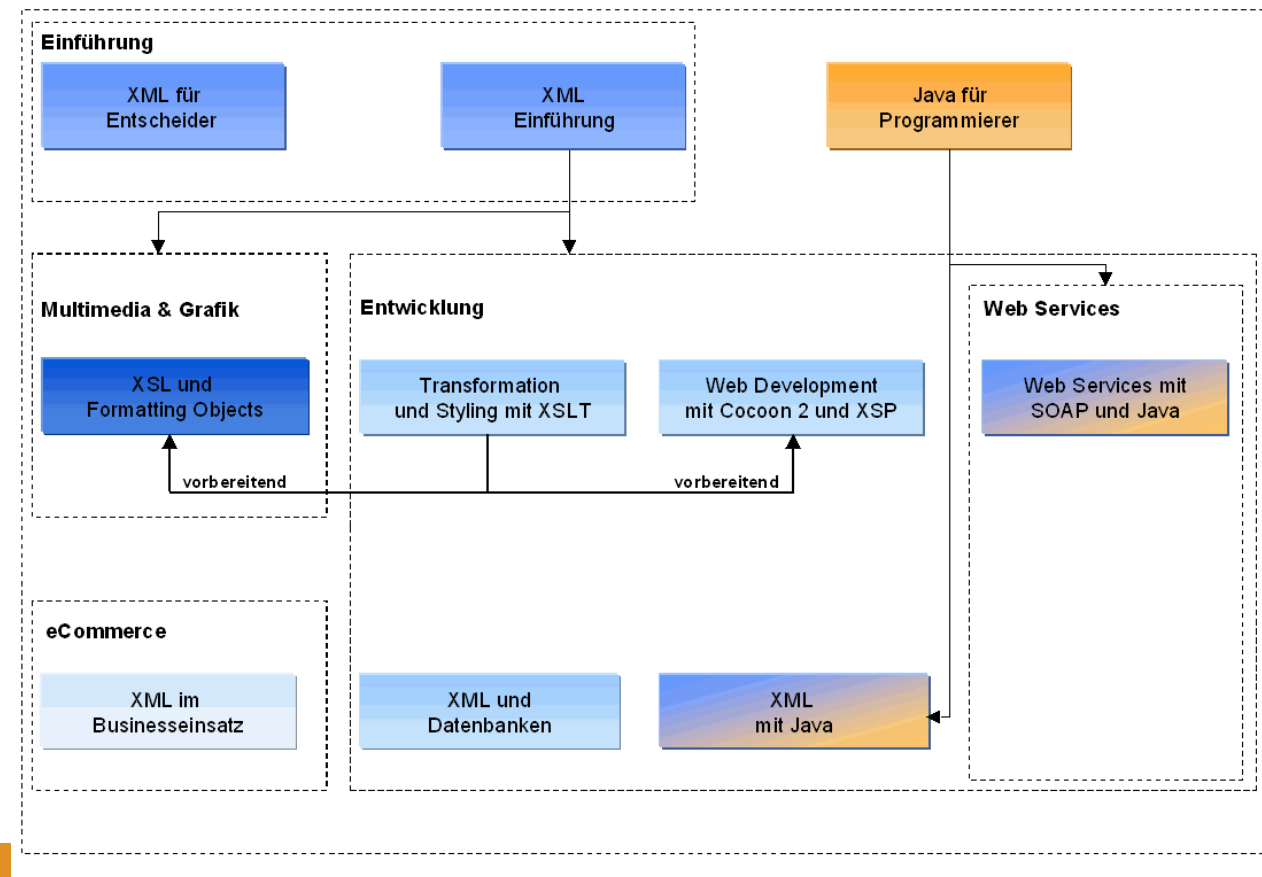 Einführung
XML für
Entscheider
XML
Einführung
Java für
Programmierer
Multimedia & Grafik
XSL und
Formatting Objects
vorbereitend
Entwicklung
Transformation
und Styling mit XSLT
Web Development
mit Cocoon 2 und XSP
vorbereitend
Web Services
Web Services mit
SOAP und Java
eCommerce
XML im
Businesseinsatz
XML und
Datenbanken
XML
mit Java